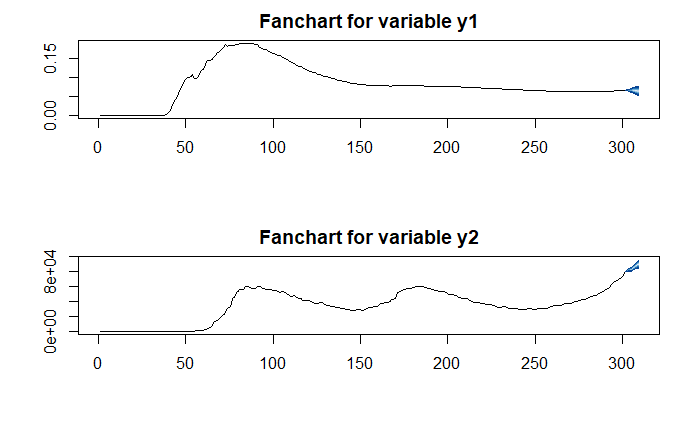 Fanchart for variable y1
0.15
0.00
0 50 100 150 200 250 300
Fanchart for variable y2
8e+04
0e+00
0 50 100 150 200 250 300